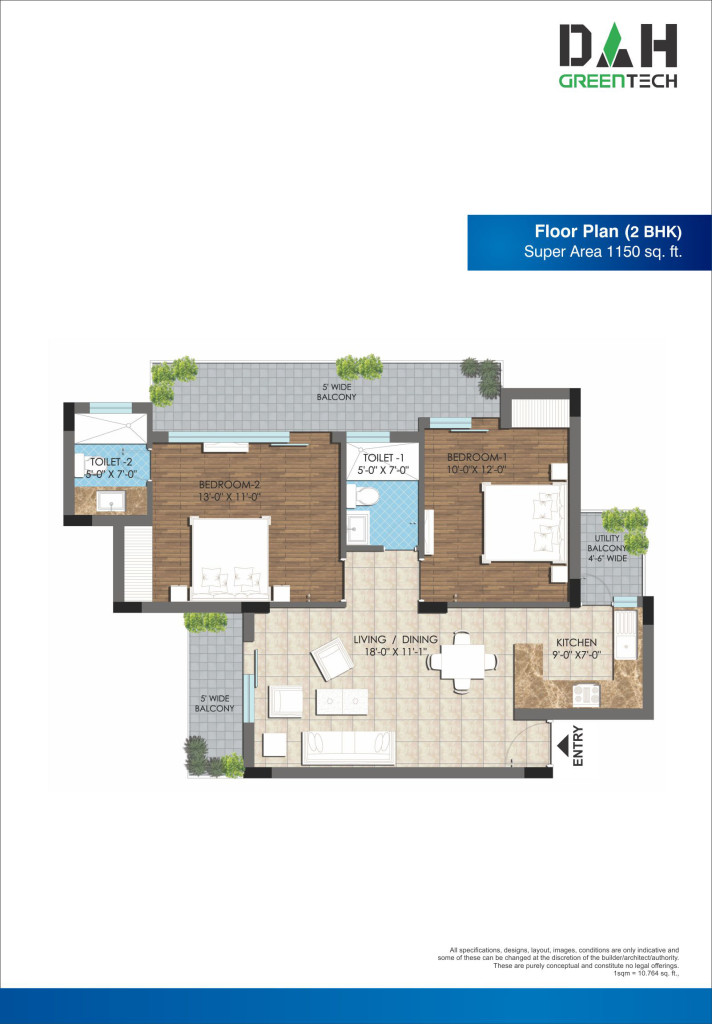 DAH
GREENTECH
Floor Plan (2 BHK)
Super Area 1150 sq. ft.
5' WIDE
BALCONY
TOILET -2
5'-0" X 7'-0"
BEDROOM-2
13'-0" X 11'-0"
TOILET -1
5'-0" X 7'-0"
BEDROOM-1
10'-0" X 12'-0"
UTILITY
BALCONY
4'-6" WIDE
LIVING / DINING
18'-0" X 11'-1"
KITCHEN
9'-0" X7'-0"
5' WIDE
BALCONY
ENTRY
All specifications, designs, layout, images, conditions are only indicative and
some of these can be changed at the discretion of the builder/architect/authority.
These are purely conceptual and constitute no legal offerings.
1sqm = 10.764 sq, ft.,